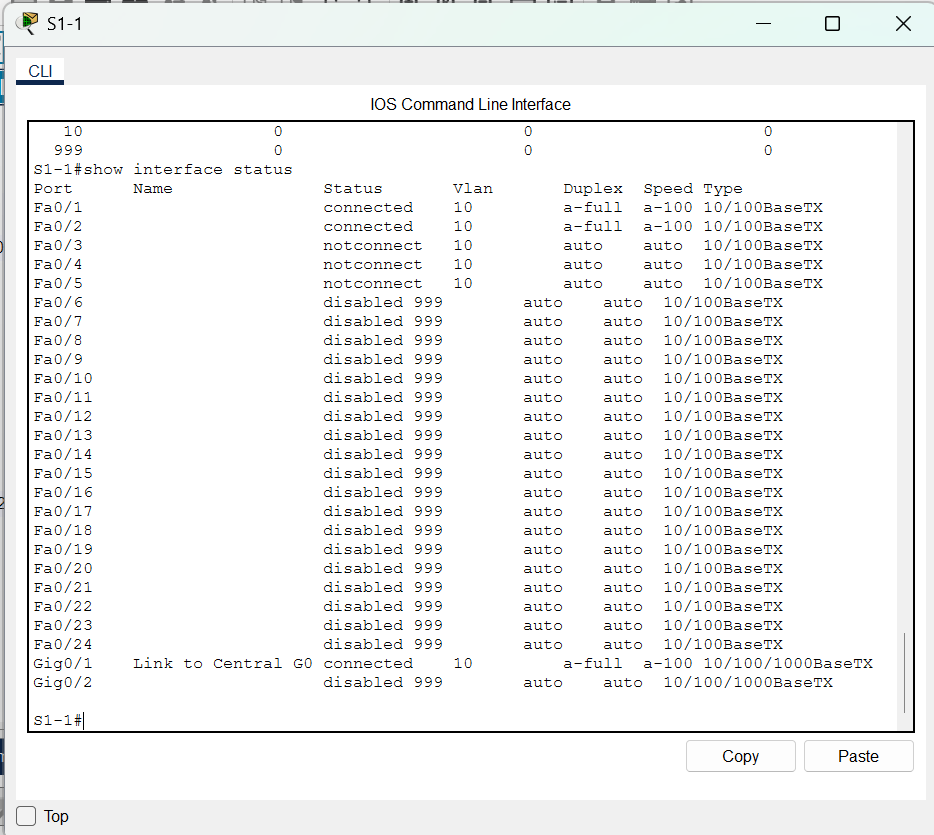 S1-1
CLI
IOS Command Line Interface
10 0 0 0
999 0 0 0
S1-1#show interface status
Port Name Status Vlan Duplex Speed Type
Fa0/1 connected 10 a-full a-100 10/100BaseTX
Fa0/2 connected 10 a-full a-100 10/100BaseTX
Fa0/3 notconnect 10 auto auto 10/100BaseTX
Fa0/4 notconnect 10 auto auto 10/100BaseTX
Fa0/5 notconnect 10 auto auto 10/100BaseTX
Fa0/6 disabled 999 auto auto 10/100BaseTX
Fa0/7 disabled 999 auto auto 10/100BaseTX
Fa0/8 disabled 999 auto auto 10/100BaseTX
Fa0/9 disabled 999 auto auto 10/100BaseTX
Fa0/10 disabled 999 auto auto 10/100BaseTX
Fa0/11 disabled 999 auto auto 10/100BaseTX
Fa0/12 disabled 999 auto auto 10/100BaseTX
Fa0/13 disabled 999 auto auto 10/100BaseTX
Fa0/14 disabled 999 auto auto 10/100BaseTX
Fa0/15 disabled 999 auto auto 10/100BaseTX
Fa0/16 disabled 999 auto auto 10/100BaseTX
Fa0/17 disabled 999 auto auto 10/100BaseTX
Fa0/18 disabled 999 auto auto 10/100BaseTX
Fa0/19 disabled 999 auto auto 10/100BaseTX
Fa0/20 disabled 999 auto auto 10/100BaseTX
Fa0/21 disabled 999 auto auto 10/100BaseTX
Fa0/22 disabled 999 auto auto 10/100BaseTX
Fa0/23 disabled 999 auto auto 10/100BaseTX
Fa0/24 disabled 999 auto auto 10/100BaseTX
Gig0/1 Link to Central G0 connected 10 a-full a-100 10/100/1000BaseTX
Gig0/2 disabled 999 auto auto 10/100/1000BaseTX
S1-1#
Copy Paste
Top